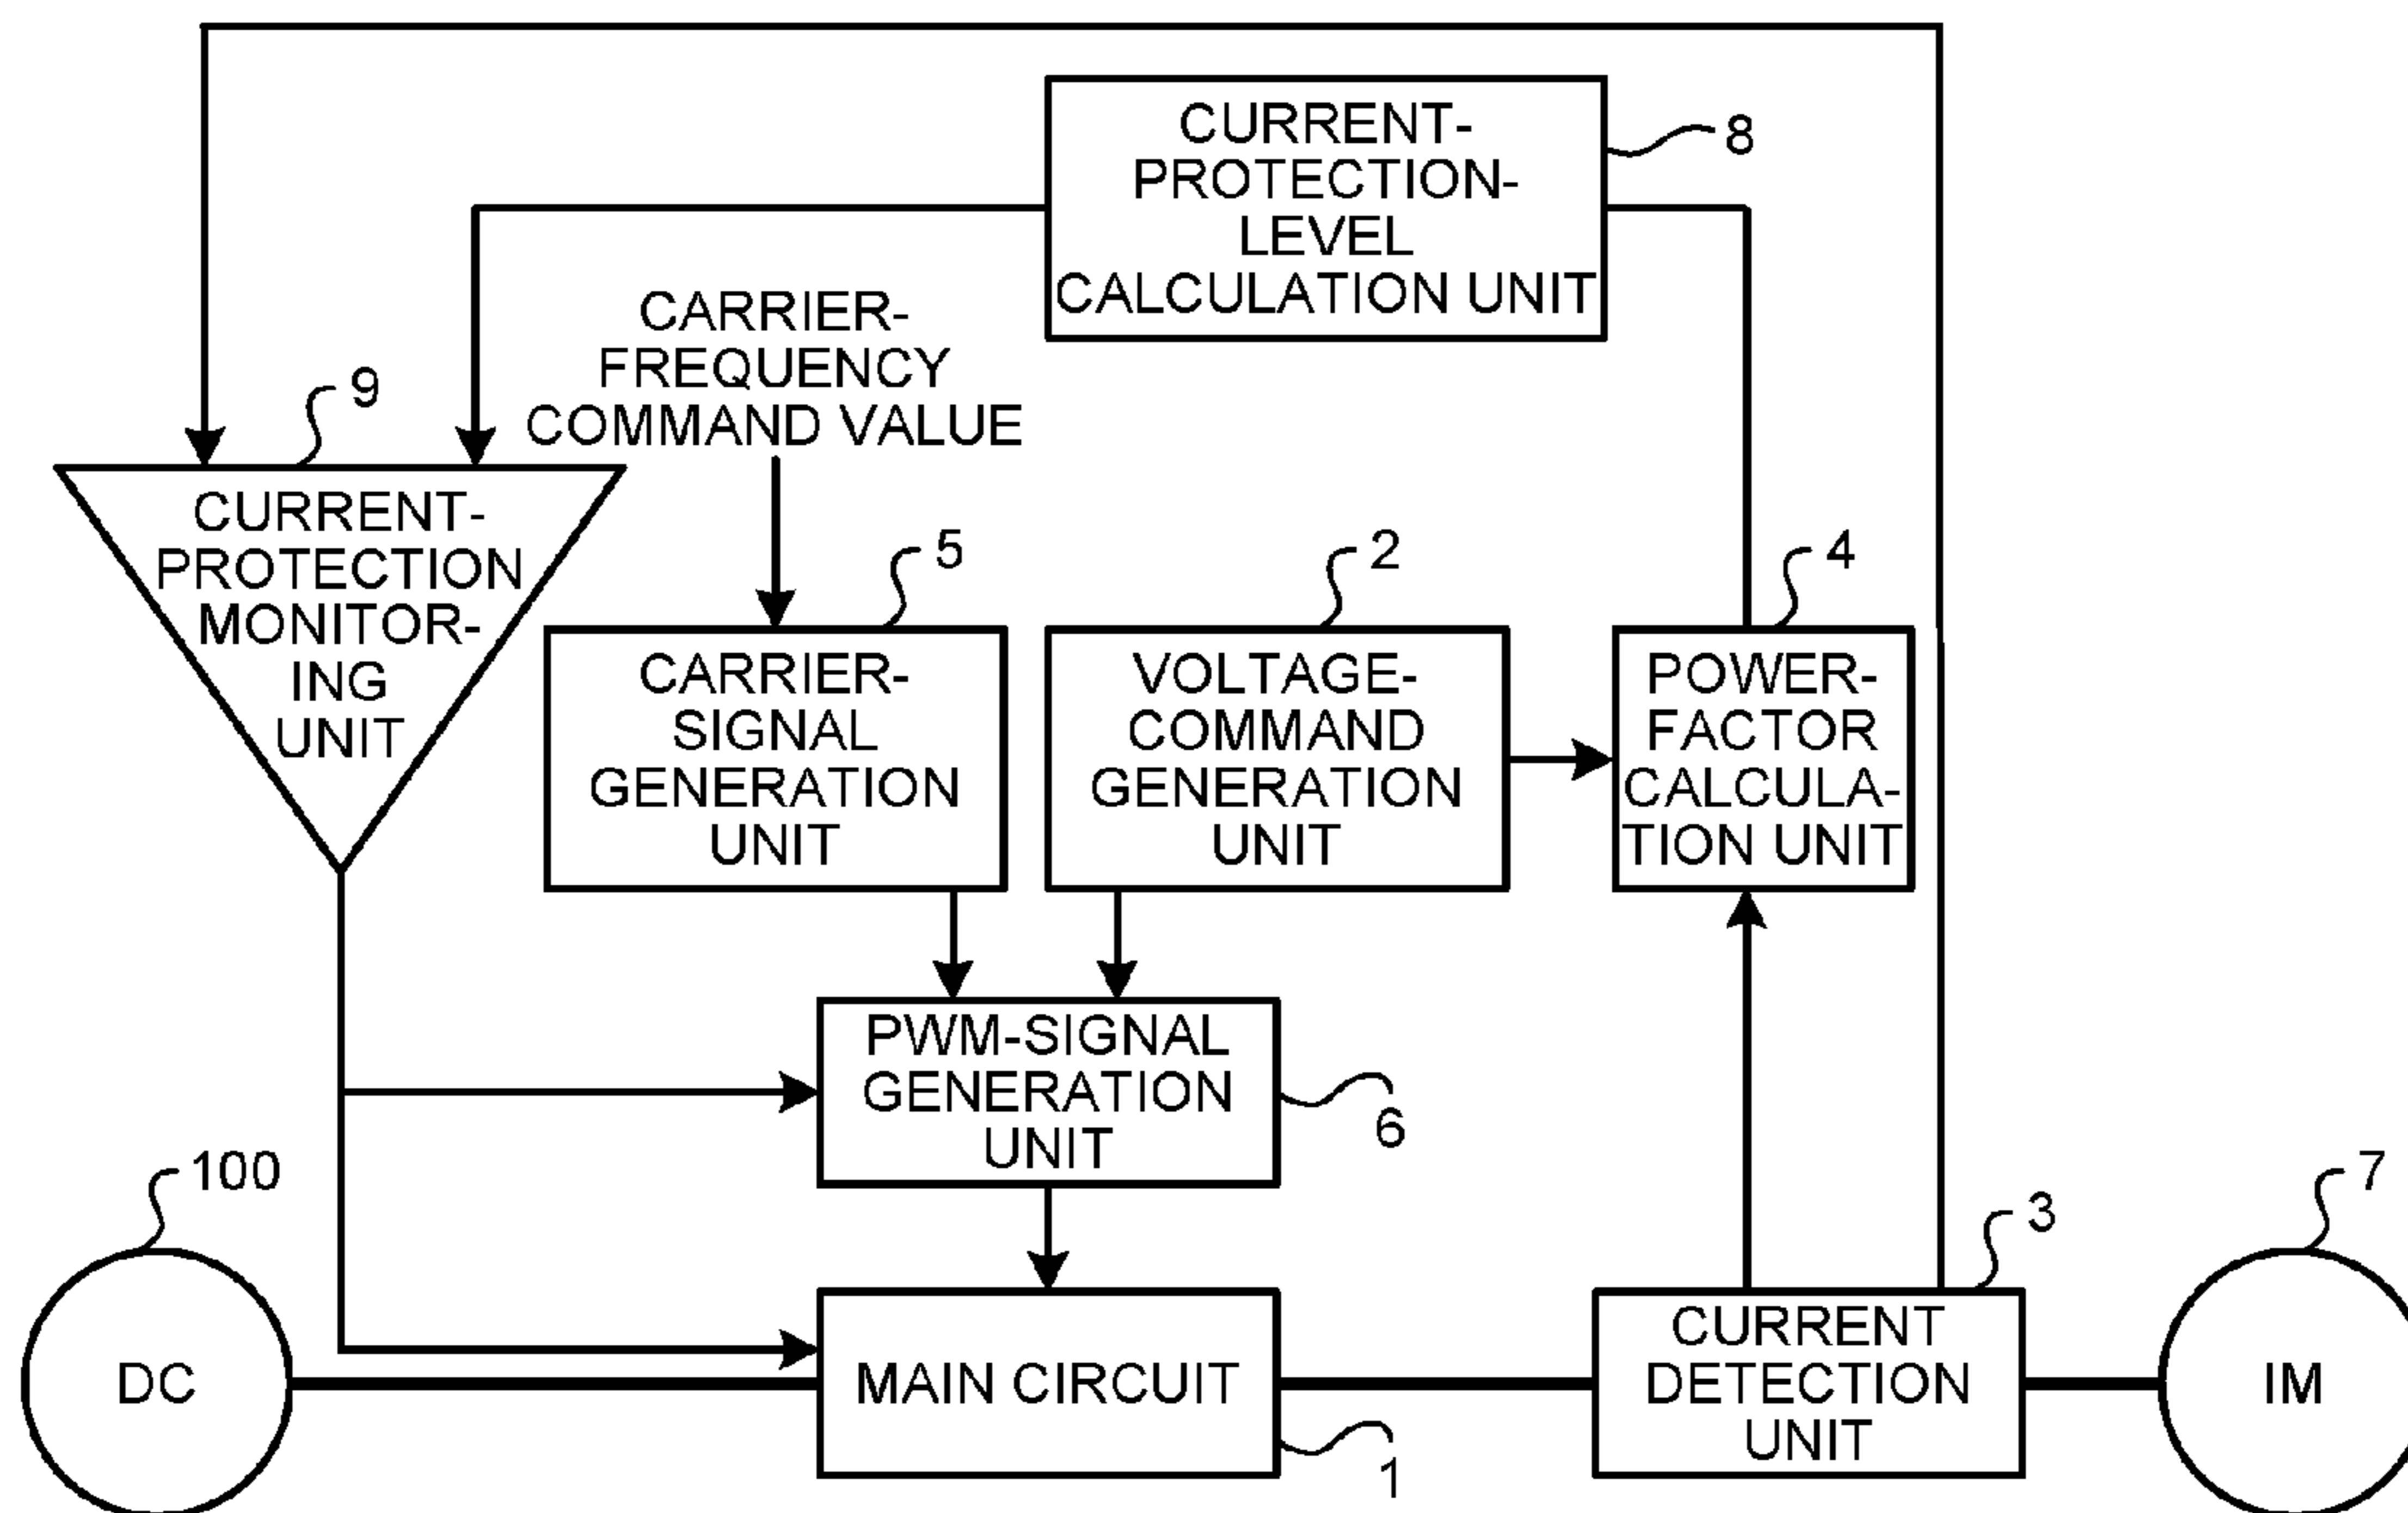 CURRENT-
PROTECTION-
LEVEL
CALCULATION UNIT
8
CARRIER-
FREQUENCY
COMMAND VALUE
9
CURRENT-
PROTECTION
MONITOR-
ING
UNIT
5
CARRIER-
SIGNAL
GENERATION
UNIT
2
VOLTAGE-
COMMAND
GENERATION
UNIT
4
POWER-
FACTOR
CALCULA-
TION UNIT
PWM-SIGNAL
GENERATION
UNIT
6
100
DC
MAIN CIRCUIT
1
3
CURRENT
DETECTION
UNIT
7
IM